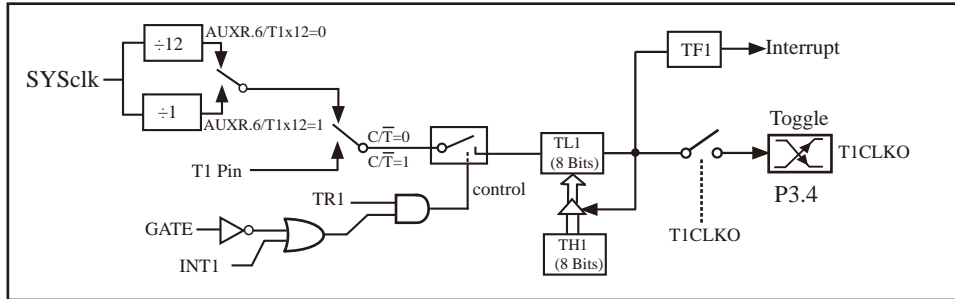 AUXR.6/T1x12=0
÷12
SYSclk
÷1
AUXR.6/T1x12=1
C/T̅=0
C/T̅=1
T1 Pin
TR1
GATE
INT1
control
TL1
(8 Bits)
TH1
(8 Bits)
TF1
Interrupt
Toggle
T1CLKO
P3.4
T1CLKO